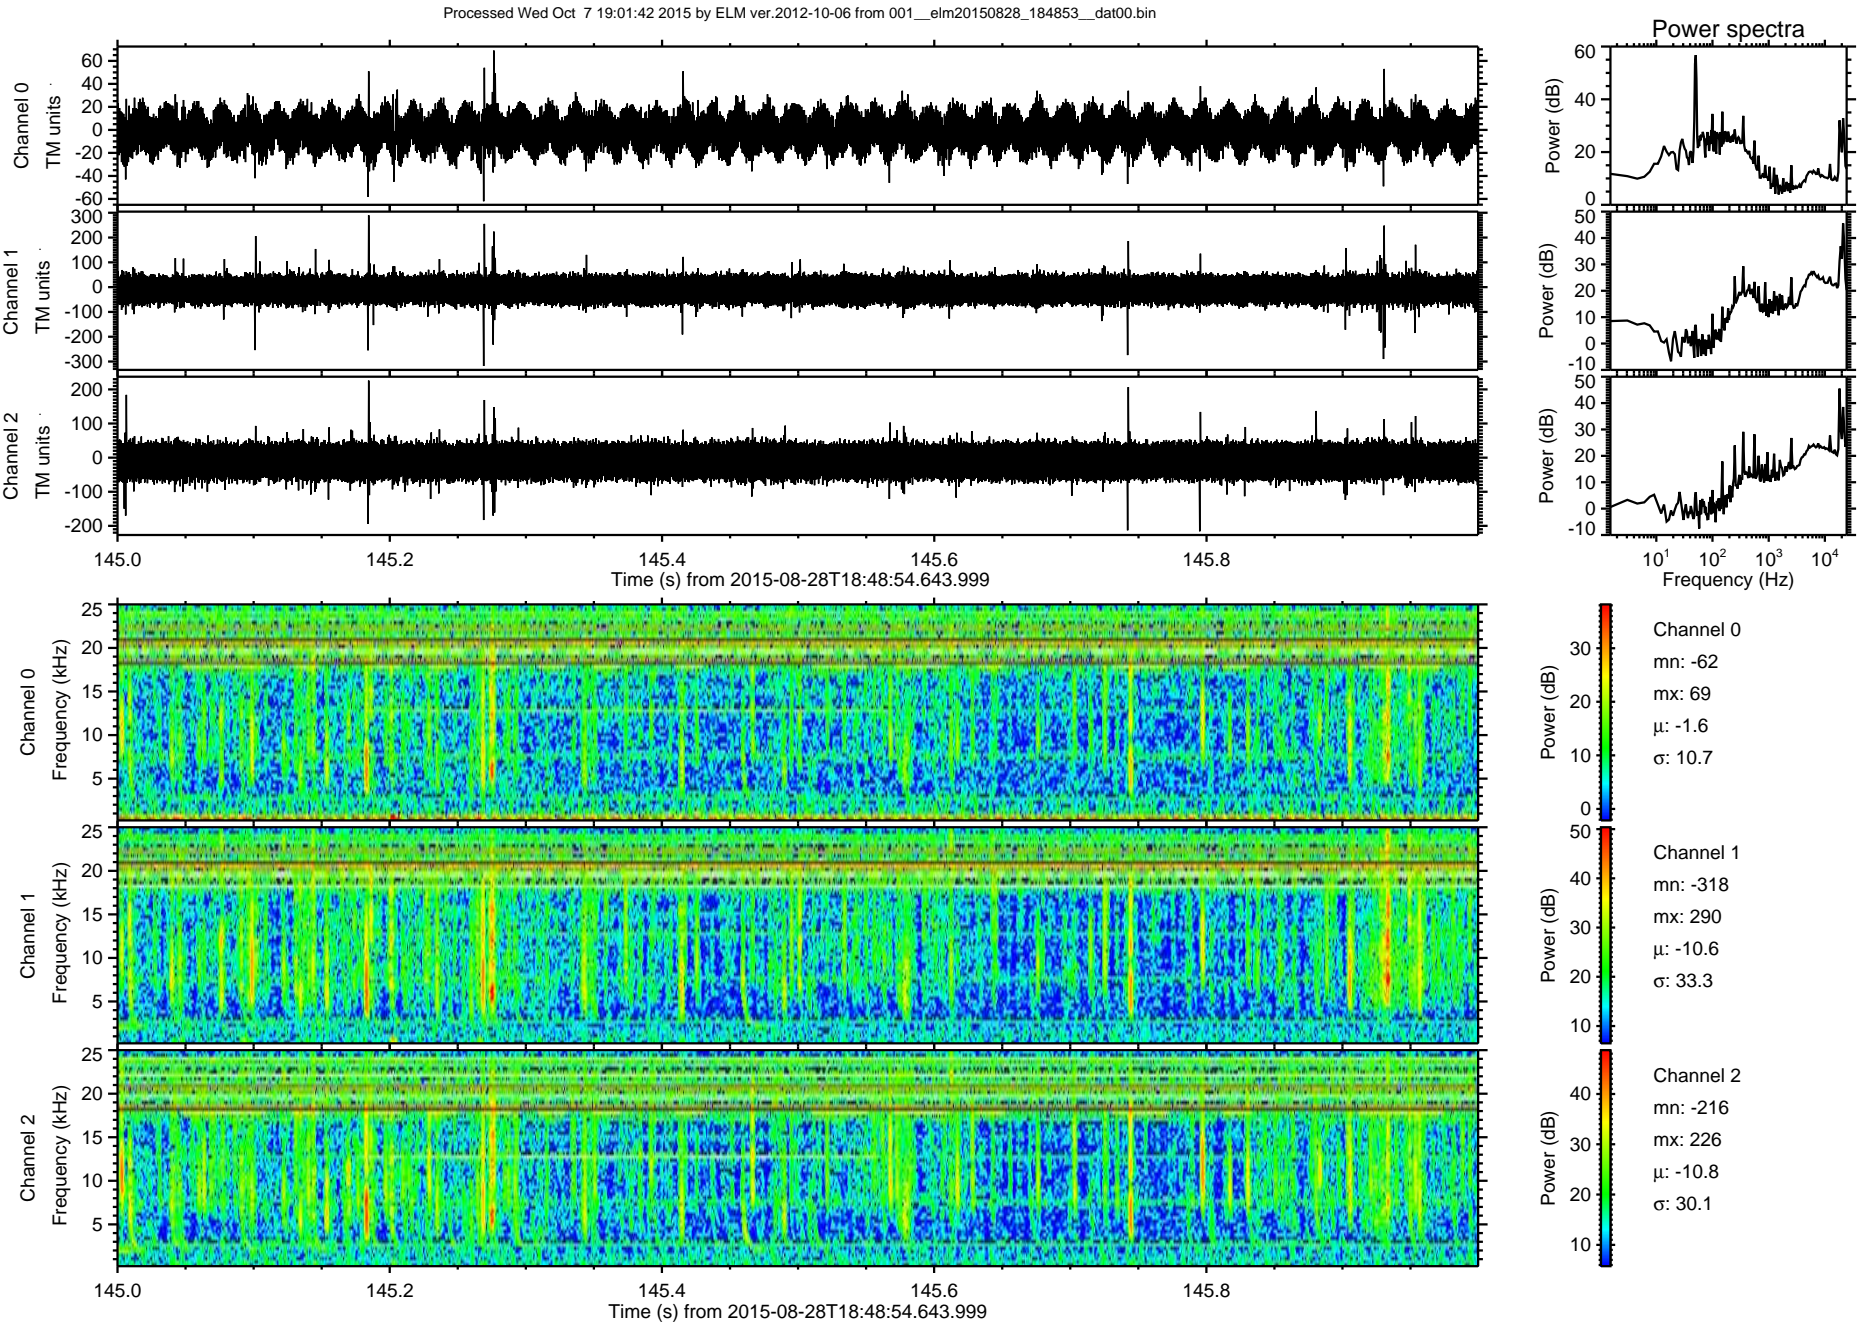 Processed Wed Oct  7 19:01:42 2015 by ELM ver.2012-10-06 from 001__elm20150828_184853__dat00.bin
Power spectra
Channel 0
TM units
60
40
20
0
-20
-40
-60
Power (dB)
60
40
20
0
Channel 1
TM units
300
200
100
0
-100
-200
-300
Power (dB)
50
40
30
20
10
0
-10
Channel 2
TM units
200
100
0
-100
-200
Power (dB)
50
40
30
20
10
0
-10
145.0 145.2 145.4 145.6 145.8
Time (s) from 2015-08-28T18:48:54.643.999
10^1 10^2 10^3 10^4
Frequency (Hz)
Channel 0
Frequency (kHz)
25
20
15
10
5
Power (dB)
30
20
10
0
Channel 0
mn: -62
mx: 69
μ: -1.6
σ: 10.7
Channel 1
Frequency (kHz)
25
20
15
10
5
Power (dB)
50
40
30
20
10
Channel 1
mn: -318
mx: 290
μ: -10.6
σ: 33.3
Channel 2
Frequency (kHz)
25
20
15
10
5
Power (dB)
40
30
20
10
Channel 2
mn: -216
mx: 226
μ: -10.8
σ: 30.1
145.0 145.2 145.4 145.6 145.8
Time (s) from 2015-08-28T18:48:54.643.999